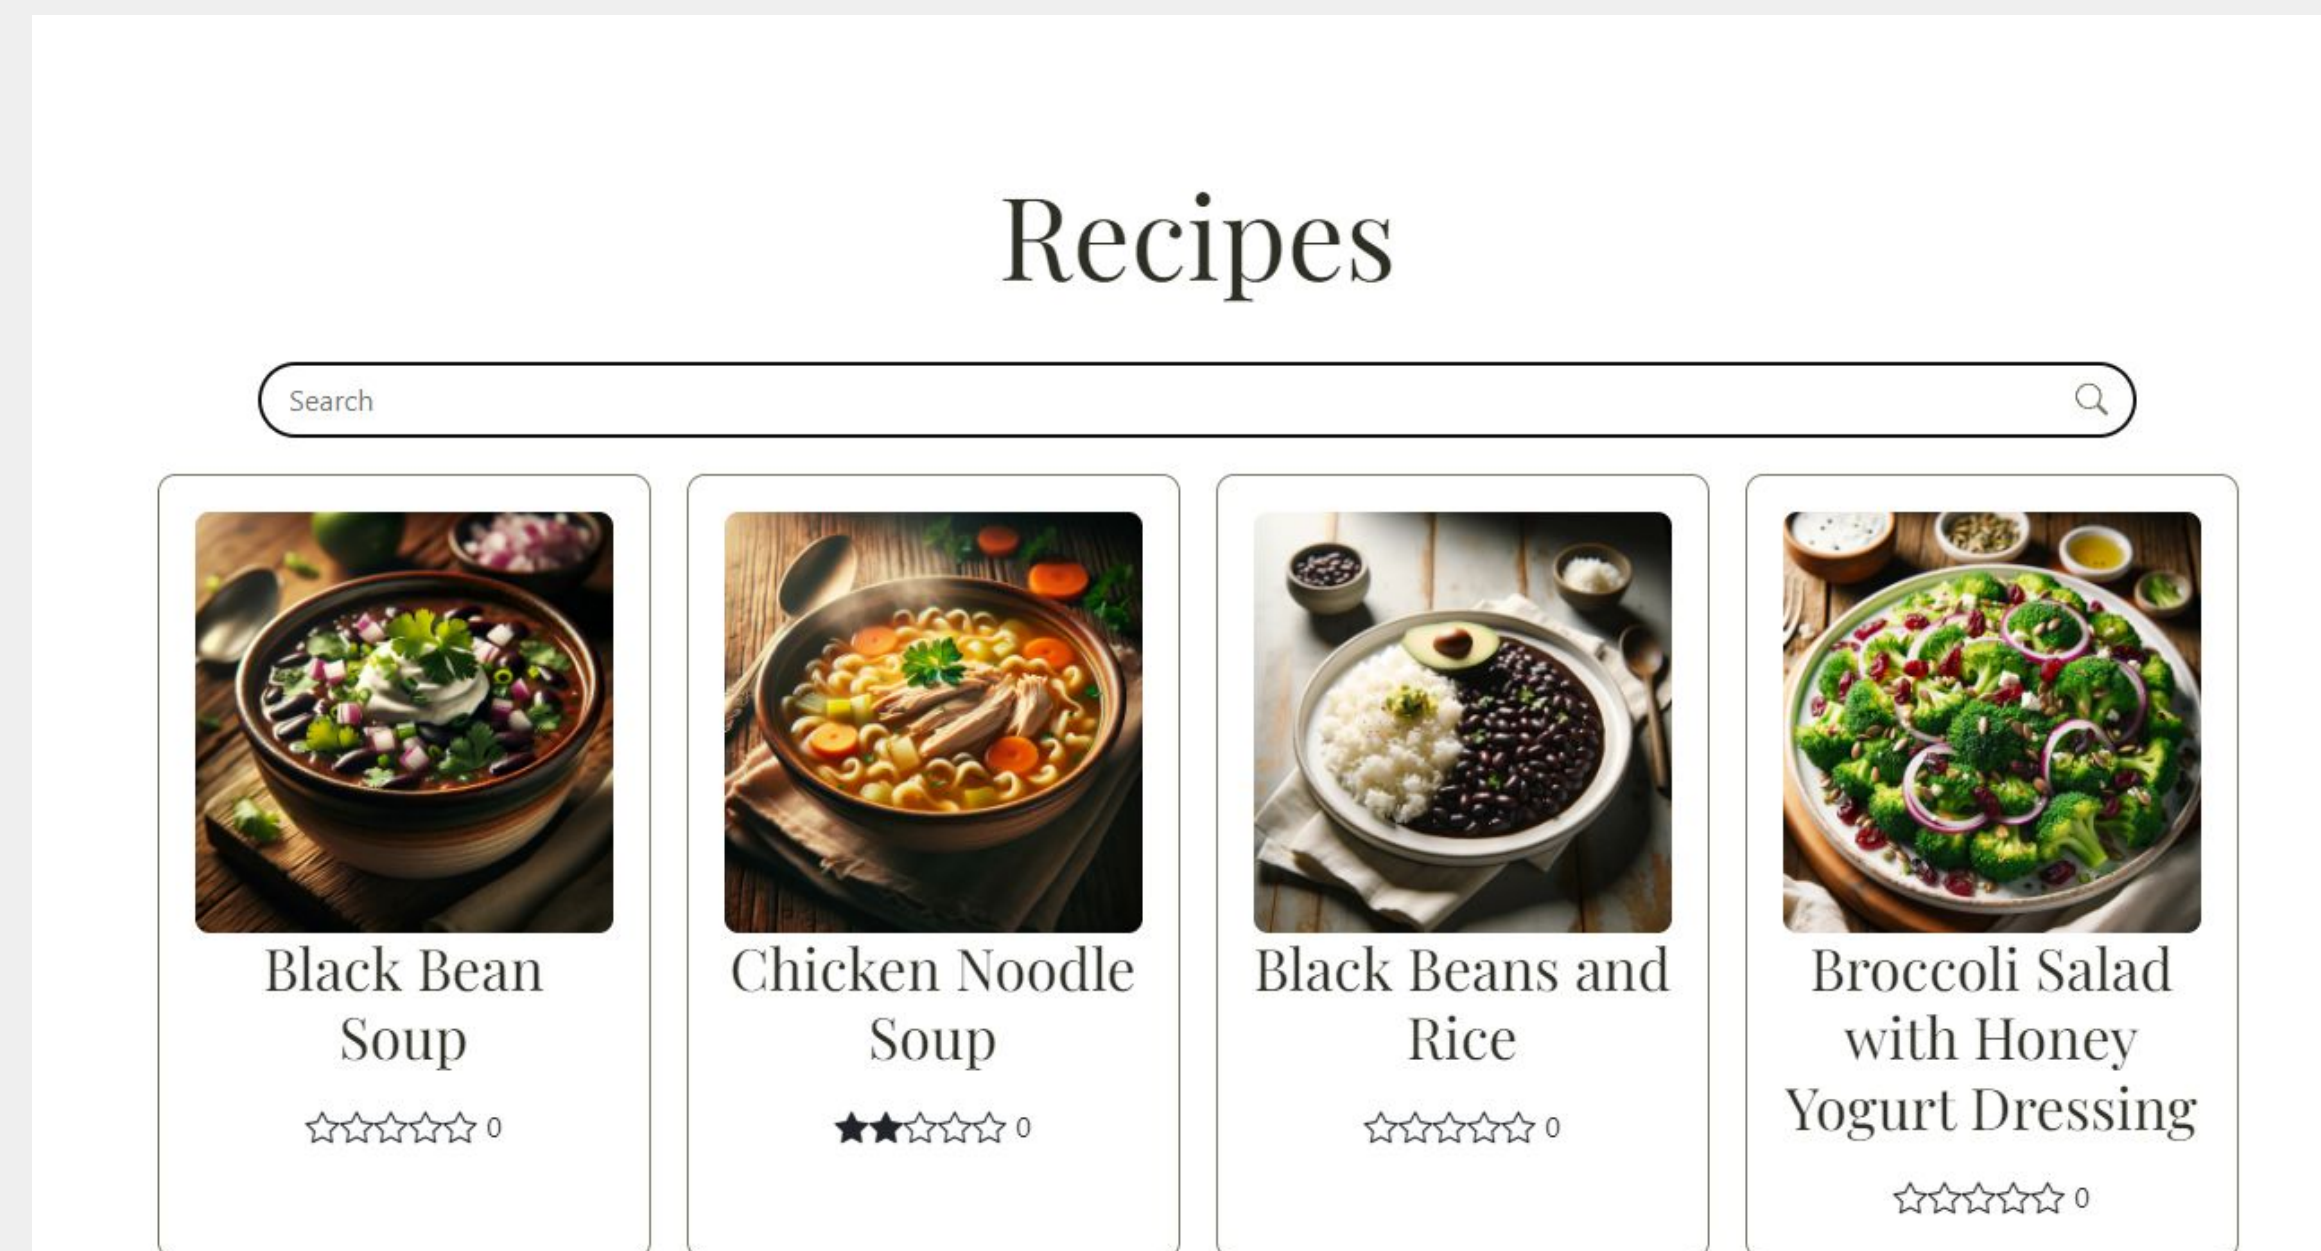 Recipes
Search
Black Bean
Soup
0
Chicken Noodle
Soup
0
Black Beans and
Rice
0
Broccoli Salad
with Honey
Yogurt Dressing
0